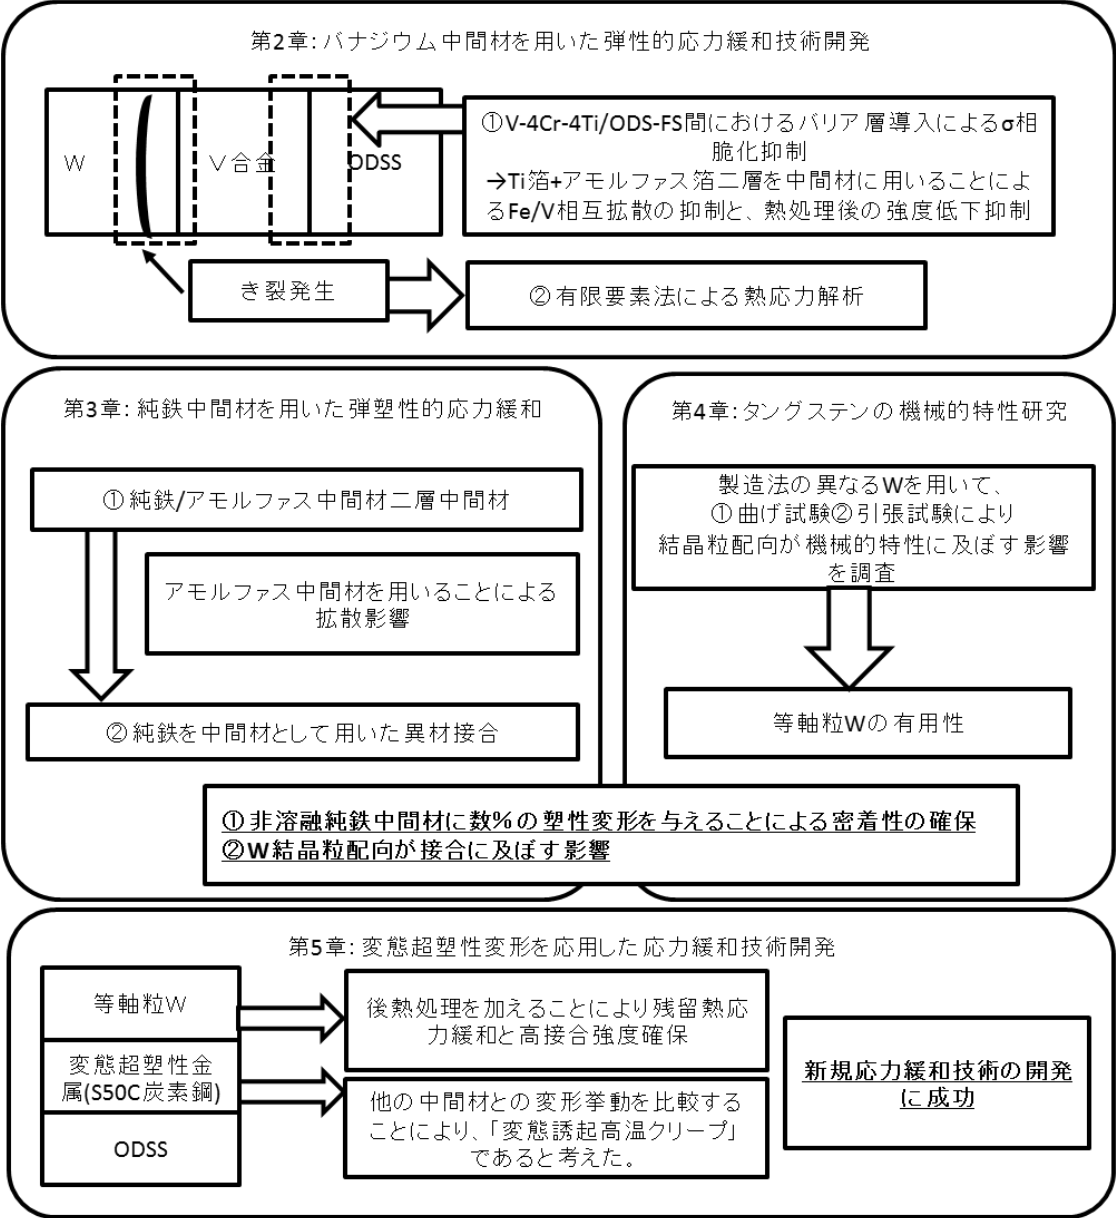 第2章:バナジウム中間材を用いた弾性的応力緩和技術開発
W
V合金
ODSS
①V-4Cr-4Ti/ODS-FS間におけるバリア層導入によるσ相
脆化抑制
→Ti箔+アモルファス箔二層を中間材に用いることによ
るFe/V相互拡散の抑制と、熱処理後の強度低下抑制
き裂発生
②有限要素法による熱応力解析
第3章:純鉄中間材を用いた弾塑性的応力緩和
①純鉄/アモルファス中間材二層中間材
アモルファス中間材を用いることによる
拡散影響
②純鉄を中間材として用いた異材接合
第4章:タングステンの機械的特性研究
製造法の異なるWを用いて、
①曲げ試験②引張試験により
結晶粒配向が機械的特性に及ぼす影響
を調査
等軸粒Wの有用性
①非溶融純鉄中間材に数%の塑性変形を与えることによる密着性の確保
②W結晶粒配向が接合に及ぼす影響
第5章:変態超塑性変形を応用した応力緩和技術開発
等軸粒W
変態超塑性金
属(S50C炭素鋼)
ODSS
後熱処理を加えることにより残留熱応
力緩和と高接合強度確保
他の中間材との変形挙動を比較する
ことにより、「変態誘起高温クリープ」
であると考えた。
新規応力緩和技術の開発
に成功